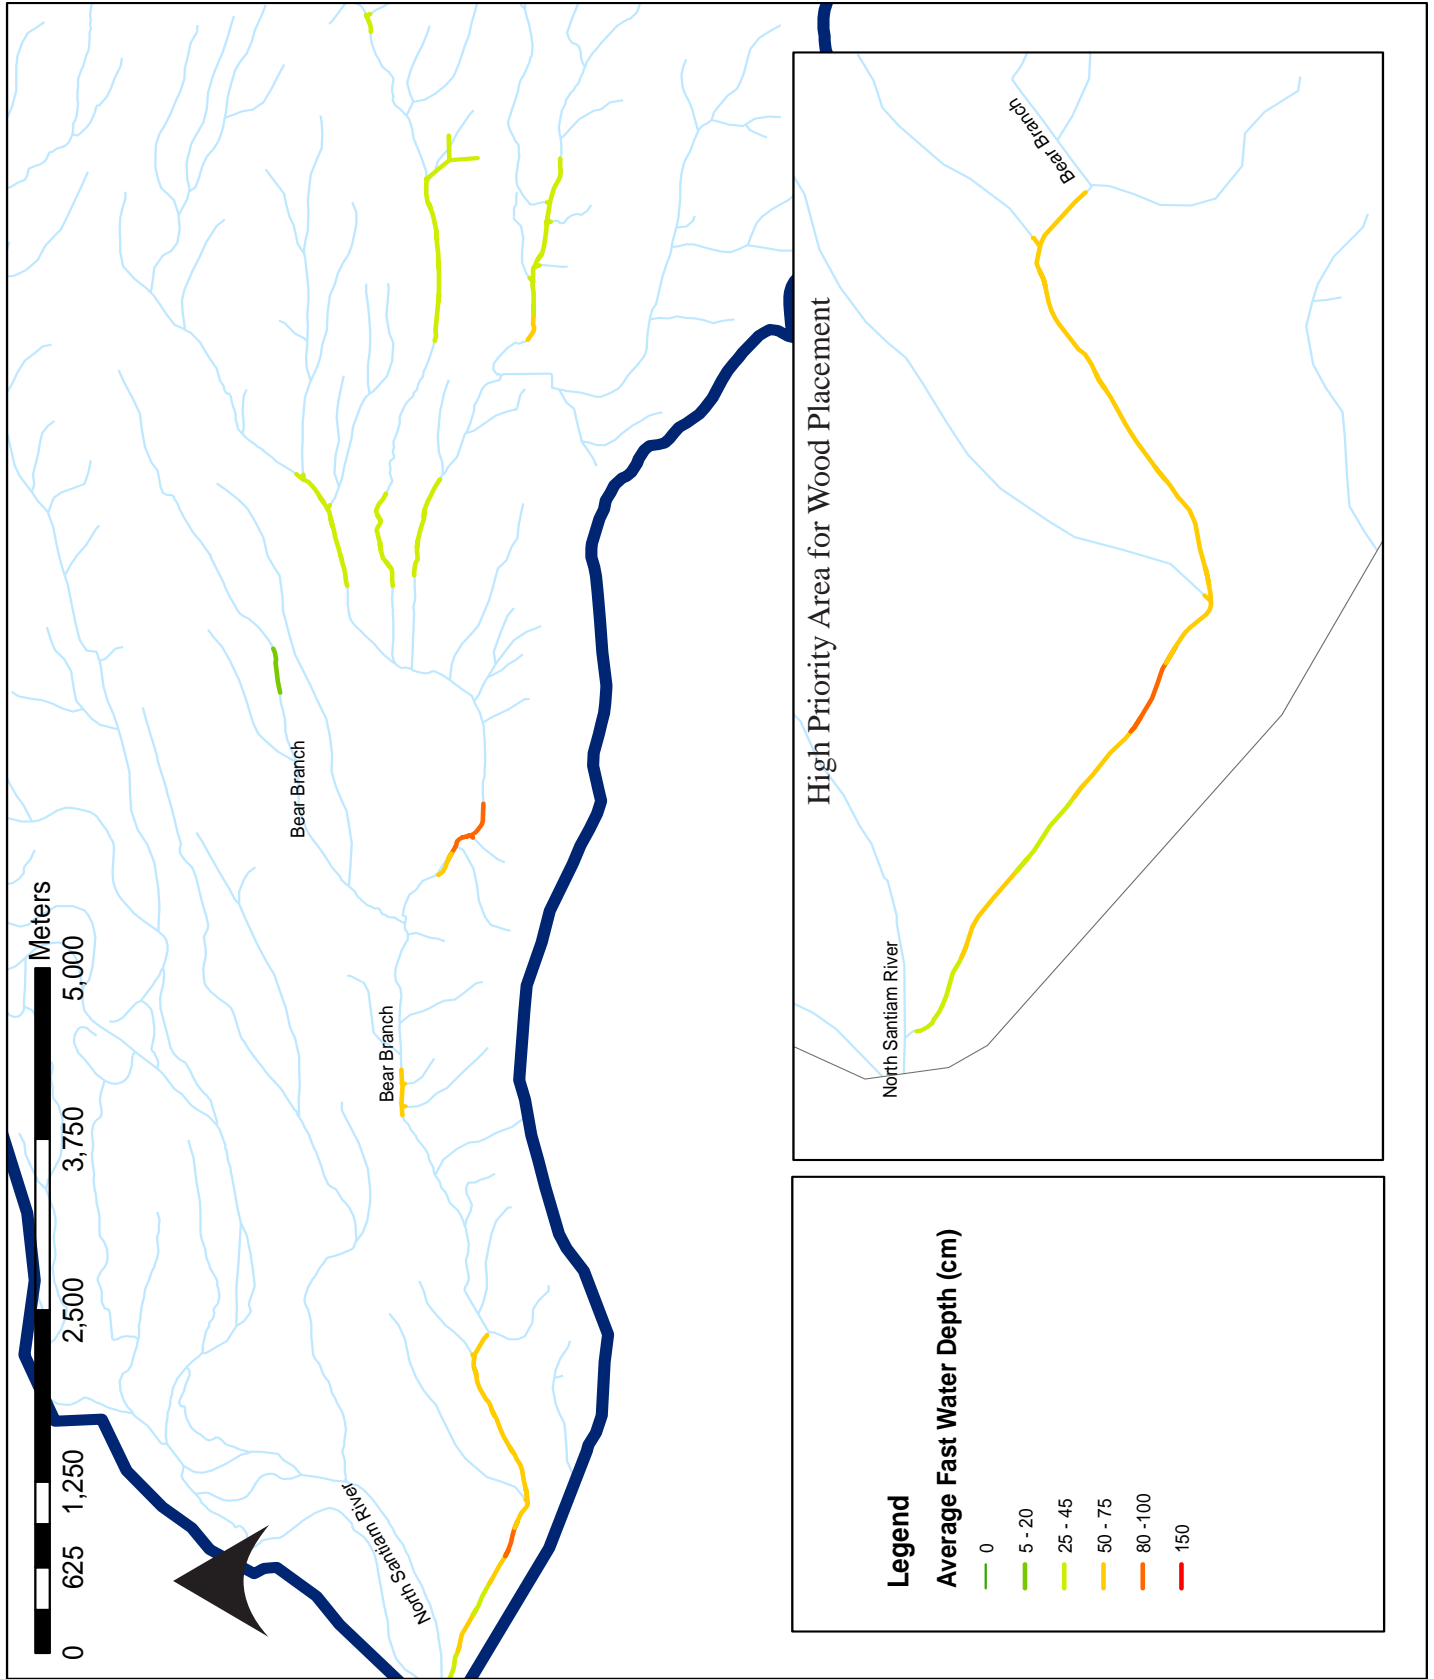 Meters
0 625 1,250 2,500 3,750 5,000
Bear Branch
Bear Branch
North Santiam River
High Priority Area for Wood Placement
Bear Branch
North Santiam River
Legend
Average Fast Water Depth (cm)
0
5 - 20
25 - 45
50 - 75
80 -100
150